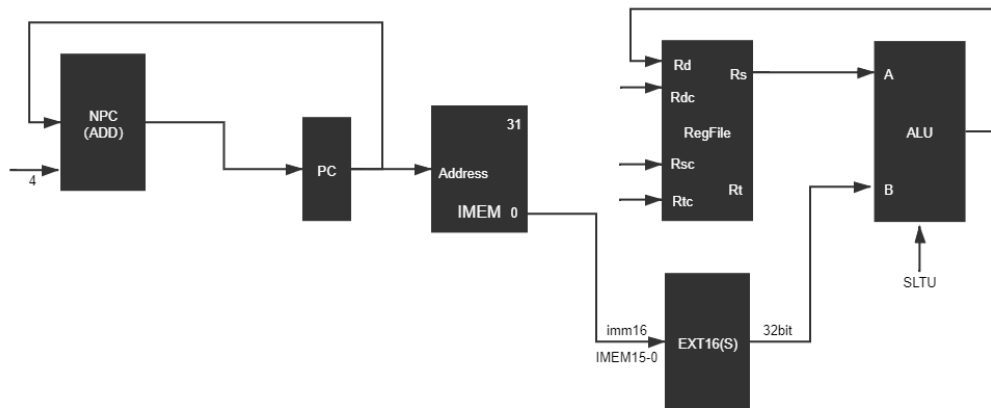 NPC
(ADD)
4
PC
31
Address
IMEM 0
Rd
Rs
Rdc
RegFile
Rsc
Rt
Rtc
A
ALU
B
SLTU
imm16
IMEM15-0
EXT16(S)
32bit